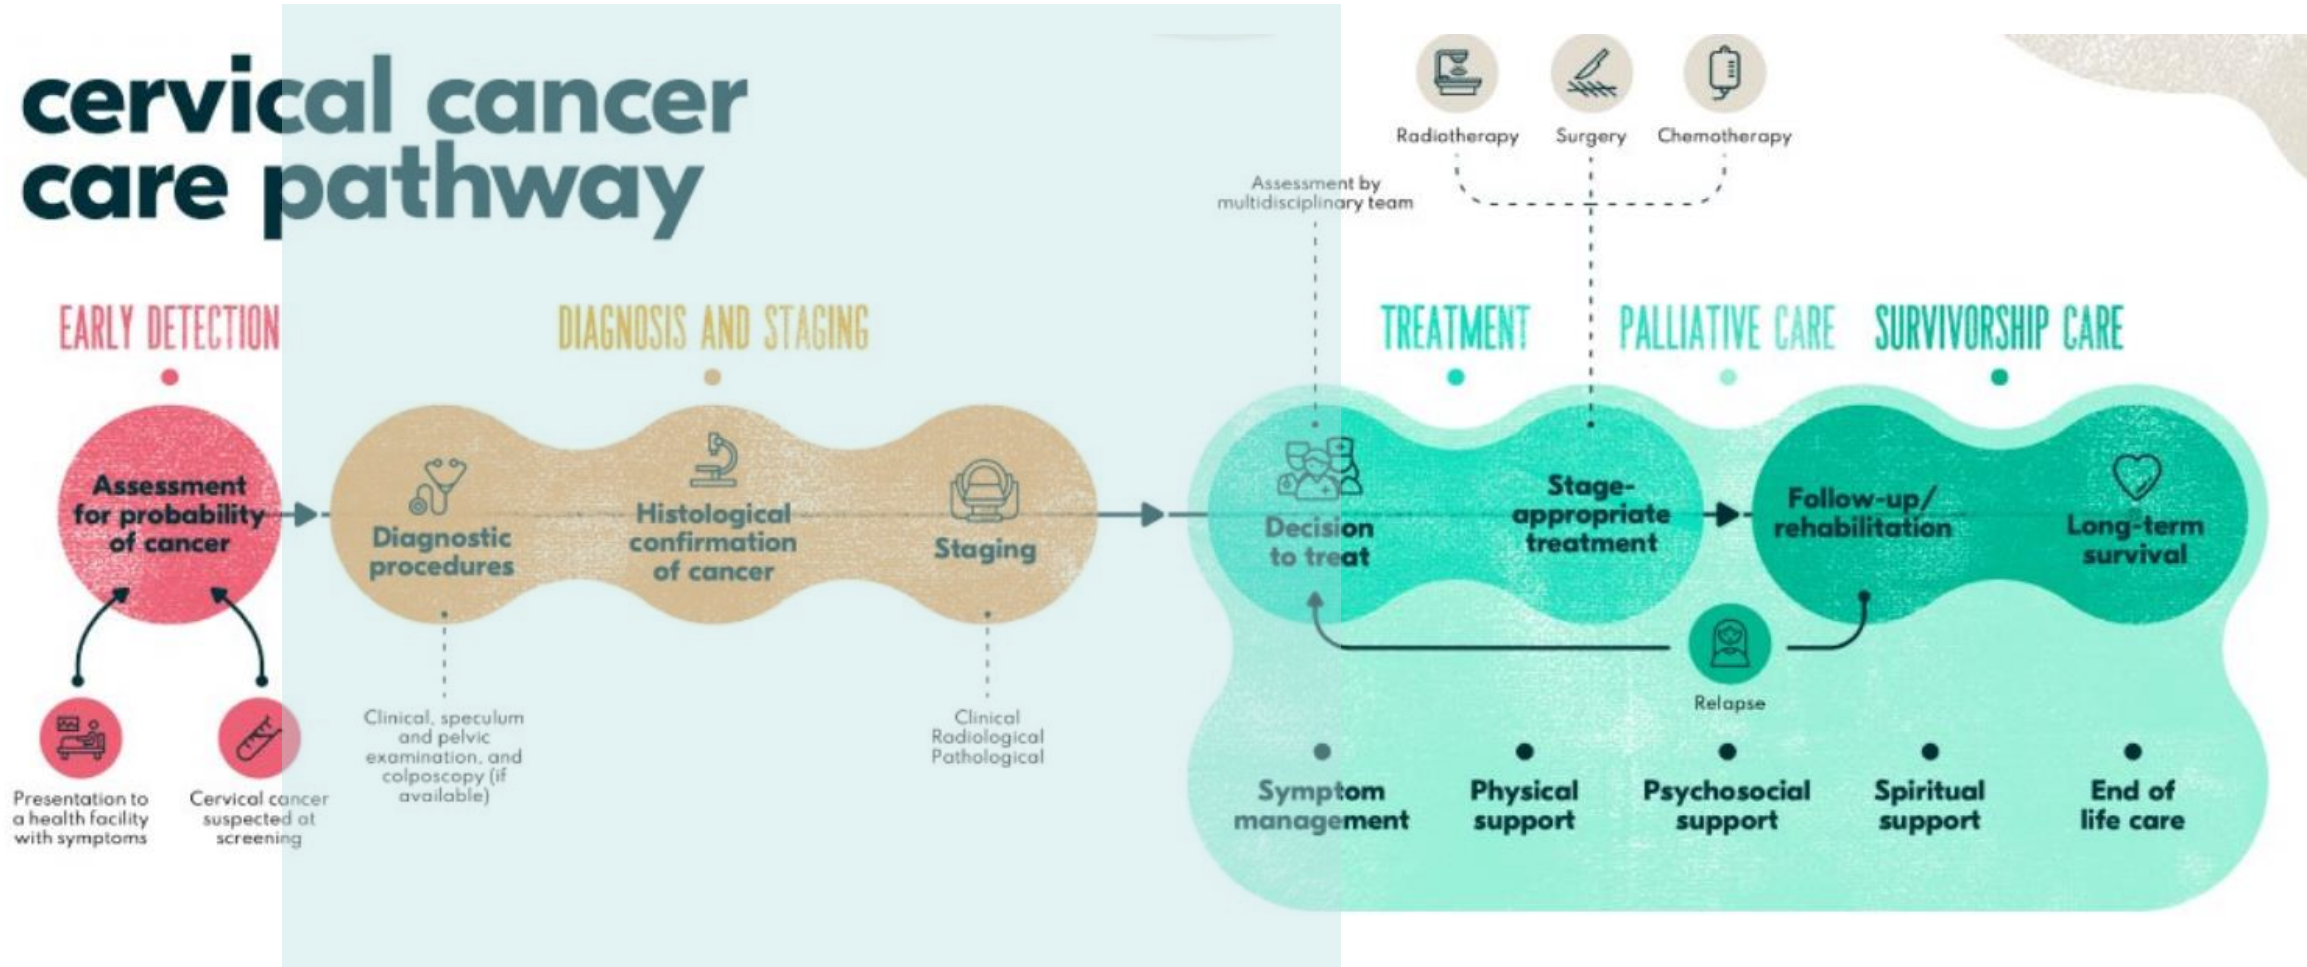 cervical cancer
care pathway
Radiotherapy
Surgery
Chemotherapy
Assessment by
multidisciplinary team
EARLY DETECTION
DIAGNOSIS AND STAGING
TREATMENT
PALLIATIVE CARE
SURVIVORSHIP CARE
Assessment
for probability
of cancer
Diagnostic
procedures
Histological
confirmation
of cancer
Staging
Decision
to treat
Stage-
appropriate
treatment
Follow-up/
rehabilitation
Long-term
survival
Presentation to
a health facility
with symptoms
Cervical cancer
suspected at
screening
Clinical, speculum
and pelvic
examination, and
colposcopy (if
available)
Clinical
Radiological
Pathological
Relapse
Symptom
management
Physical
support
Psychosocial
support
Spiritual
support
End of
life care